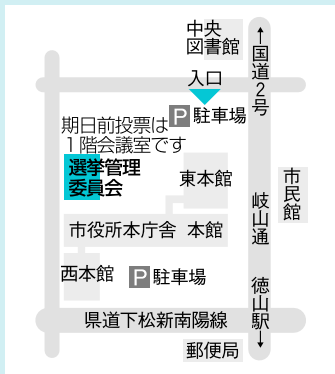 中央
図書館
↑国道2号
入口
P 駐車場
期日前投票は
1階会議室です
選挙管理
委員会
東本館
市民館
岐山通
市役所本庁舎 本館
西本館
P 駐車場
徳山駅↓
県道下松新南陽線
郵便局